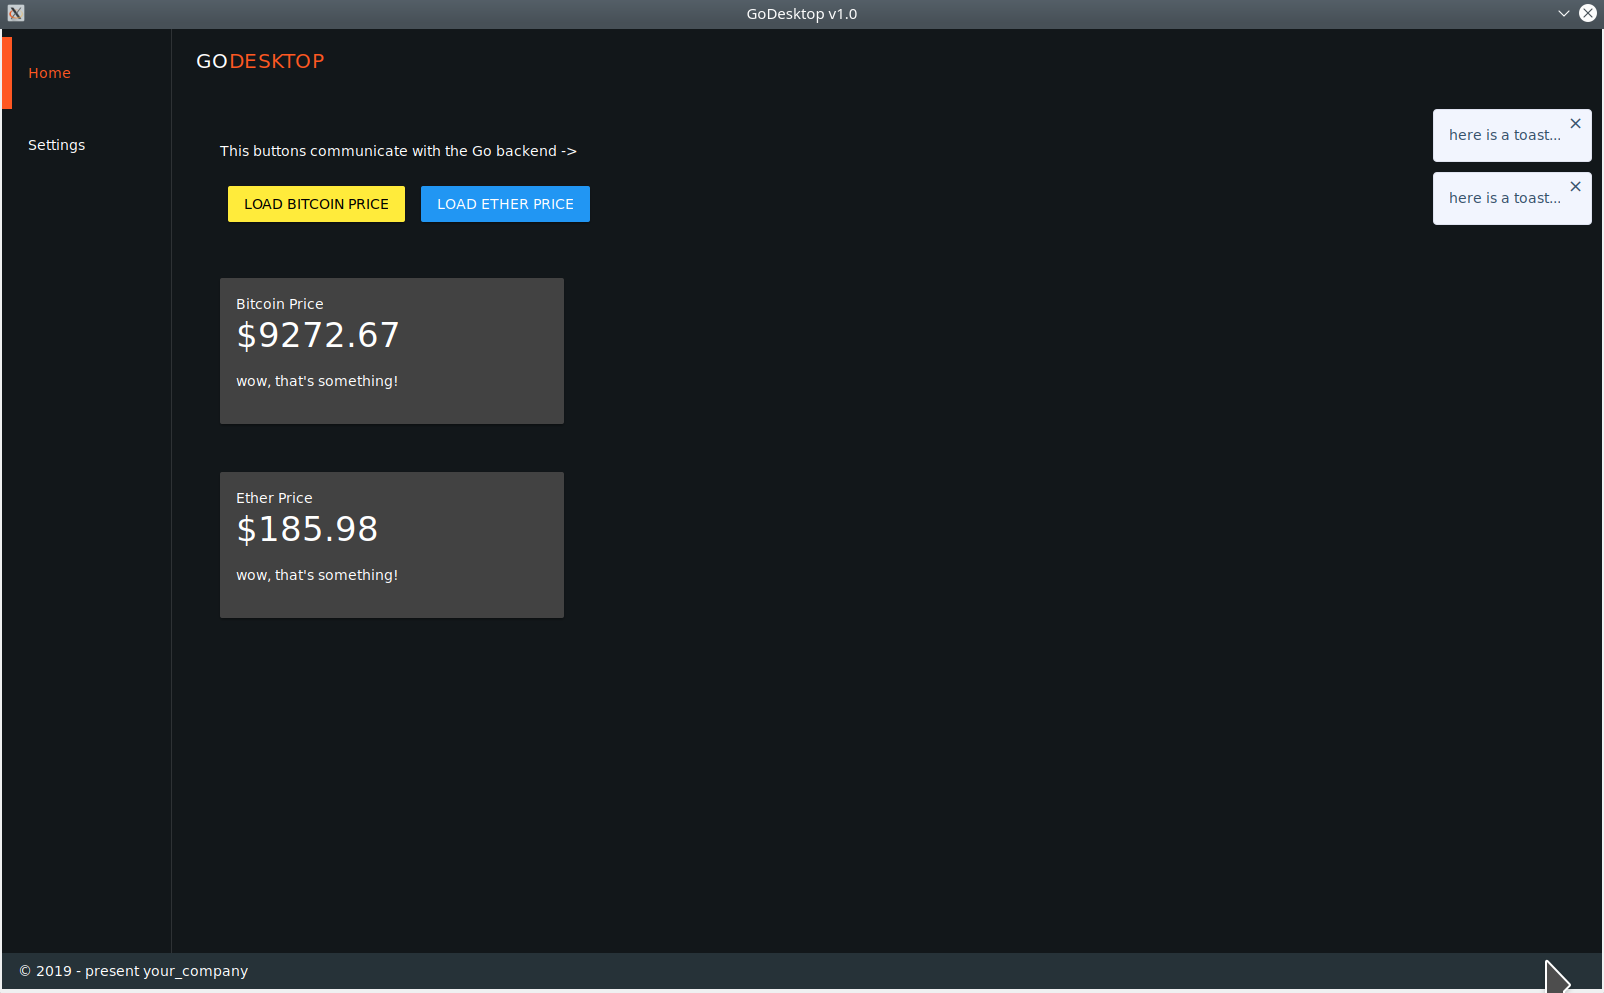 GoDesktop v1.0
Home
Settings
GODESKTOP
This buttons communicate with the Go backend ->
LOAD BITCOIN PRICE
LOAD ETHER PRICE
here is a toast...
here is a toast...
Bitcoin Price
$9272.67
wow, that's something!
Ether Price
$185.98
wow, that's something!
© 2019 - present your_company